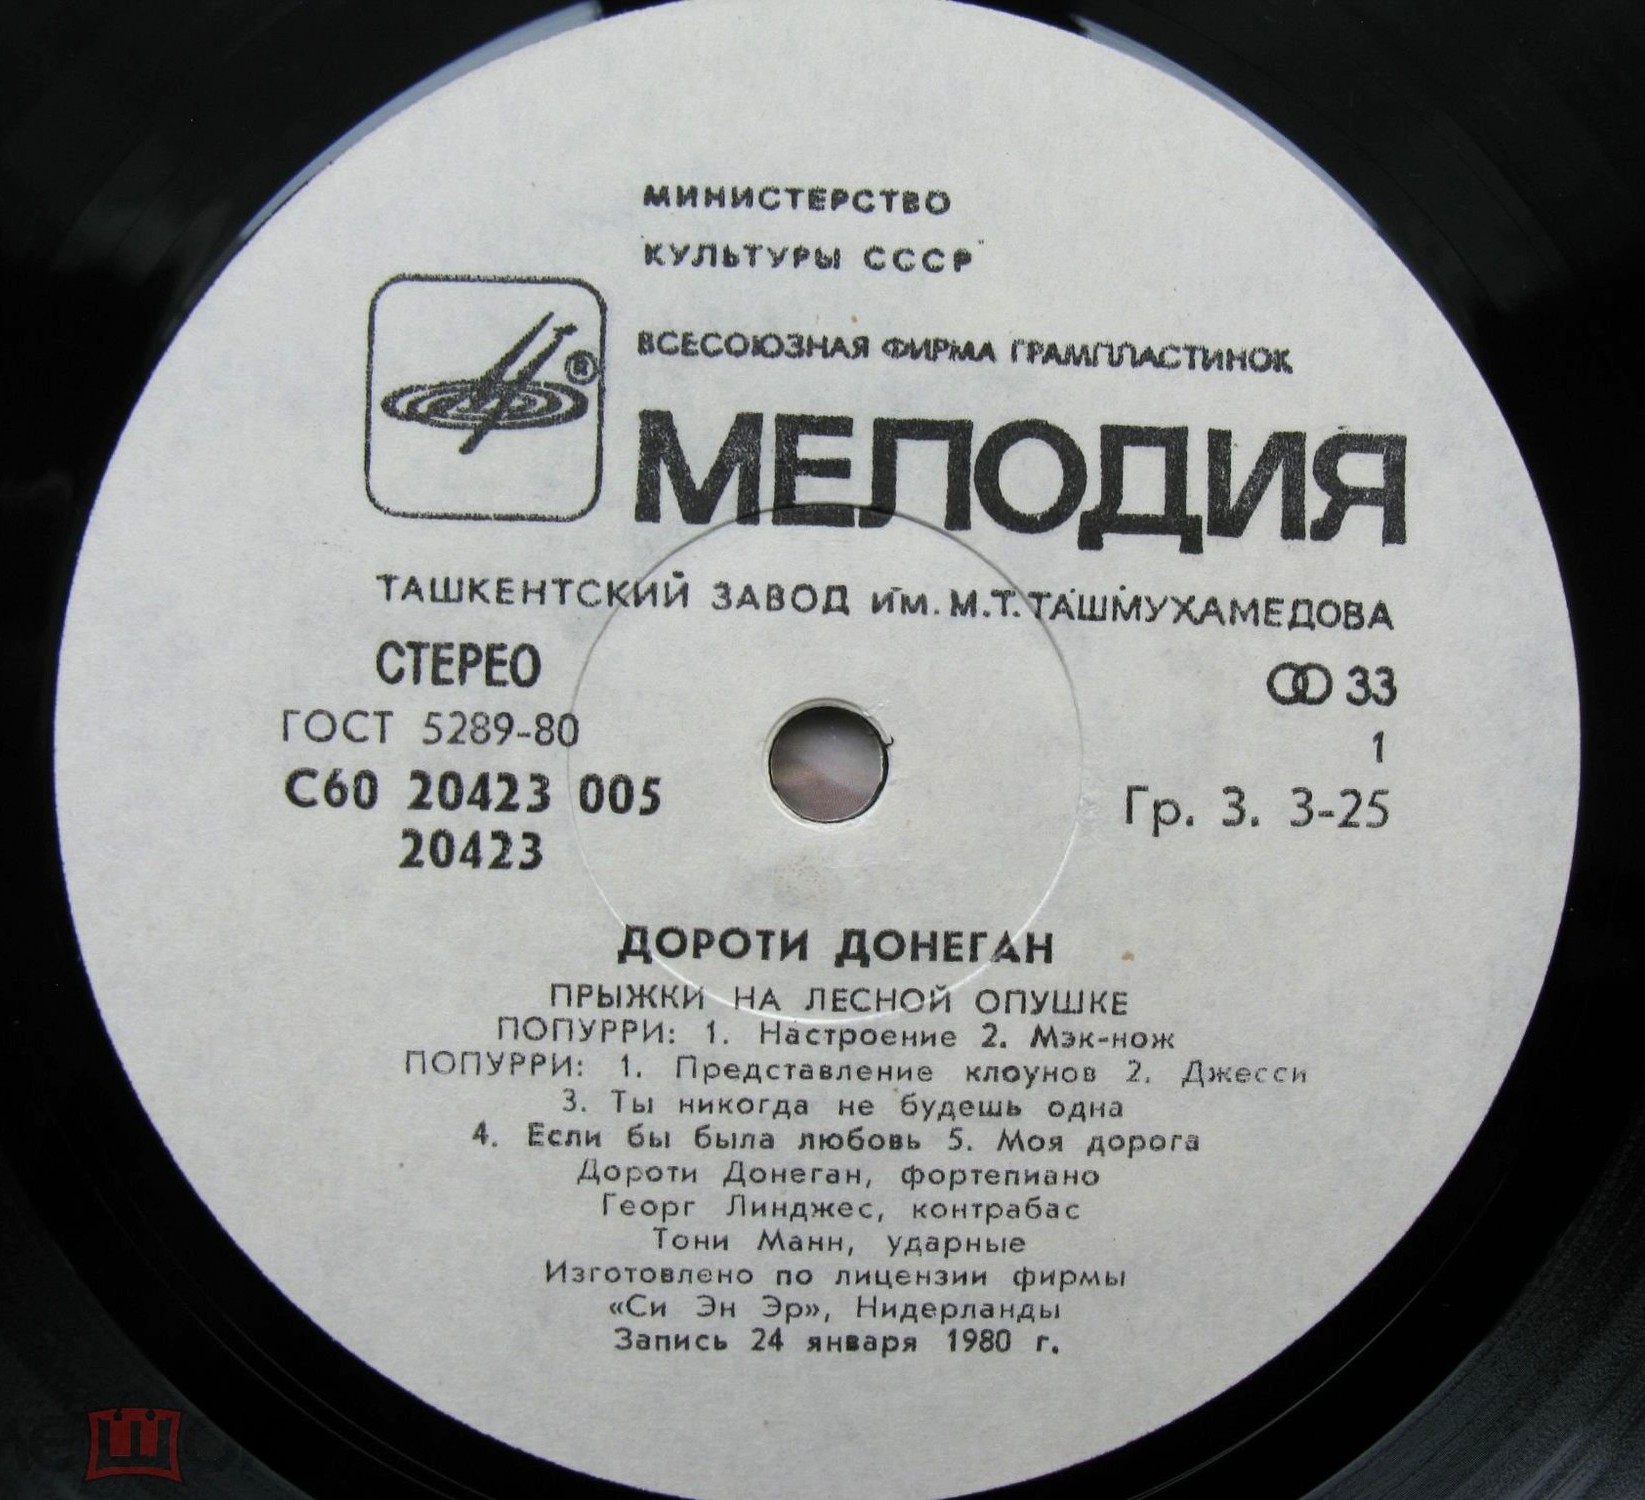 МИНИСТЕРСТВО
КУЛЬТУРЫ СССР
ВСЕСОЮЗНАЯ ФИРМА ГРАМПЛАСТИНОК
®
МЕЛОДИЯ
ТАШКЕНТСКИЙ ЗАВОД ИМ. М.Т. ТАШМУХАМЕДОВА
СТЕРЕО
33
ГОСТ 5289-80
1
С60 20423 005
Гр. 3. 3-25
20423
ДОРОТИ ДОНЕГАН
ПРЫЖКИ НА ЛЕСНОЙ ОПУШКЕ
ПОПУРРИ: 1. Настроение 2. Мэк-нож
ПОПУРРИ: 1. Представление клоунов 2. Джесси
3. Ты никогда не будешь одна
4. Если бы была любовь 5. Моя дорога
Дороти Донеган, фортепиано
Георг Линджес, контрабас
Тони Манн, ударные
Изготовлено по лицензии фирмы
«Си Эн Эр», Нидерланды
Запись 24 января 1980 г.